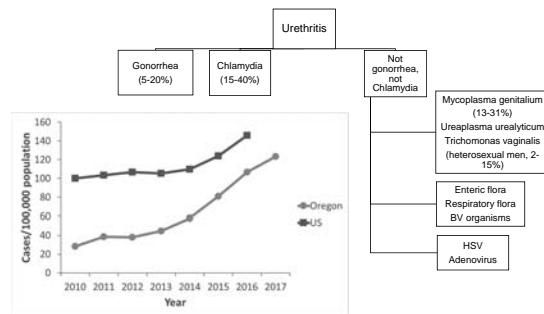 Urethritis
Gonorrhea
(5-20%)
Chlamydia
(15-40%)
Not
gonorrhea,
not
Chlamydia
Mycoplasma genitalium
(13-31%)
Ureaplasma urealyticum
Trichomonas vaginalis
(heterosexual men, 2-
15%)
Enteric flora
Respiratory flora
BV organisms
HSV
Adenovirus
Cases/100,000 population
160
140
120
100
80
60
40
20
0
2010 2011 2012 2013 2014 2015 2016 2017
Year
Oregon
US